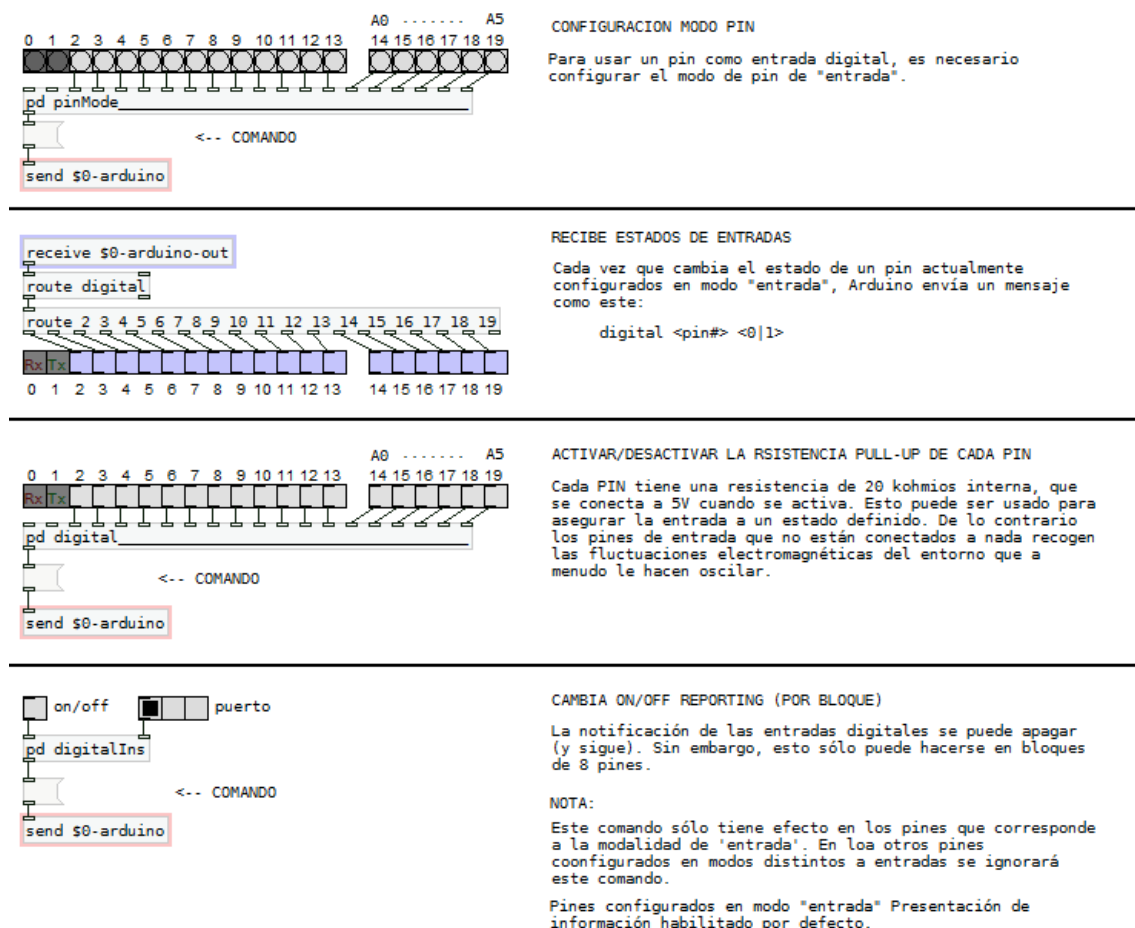 A0 ....... A5
0 1 2 3 4 5 6 7 8 9 10 11 12 13 14 15 16 17 18 19
pd pinMode
<-- COMANDO
send $0-arduino
CONFIGURACION MODO PIN
Para usar un pin como entrada digital, es necesario
configurar el modo de pin de "entrada".
receive $0-arduino-out
route digital
route 2 3 4 5 6 7 8 9 10 11 12 13 14 15 16 17 18 19
Rx Tx
0 1 2 3 4 5 6 7 8 9 10 11 12 13 14 15 16 17 18 19
RECIBE ESTADOS DE ENTRADAS
Cada vez que cambia el estado de un pin actualmente
configurados en modo "entrada", Arduino envía un mensaje
como este:
digital <pin#> <0|1>
A0 ....... A5
0 1 2 3 4 5 6 7 8 9 10 11 12 13 14 15 16 17 18 19
Rx Tx
pd digital
<-- COMANDO
send $0-arduino
ACTIVAR/DESACTIVAR LA RSISTENCIA PULL-UP DE CADA PIN
Cada PIN tiene una resistencia de 20 kohmios interna, que
se conecta a 5V cuando se activa. Esto puede ser usado para
asegurar la entrada a un estado definido. De lo contrario
los pines de entrada que no están conectados a nada recogen
las fluctuaciones electromagnéticas del entorno que a
menudo le hacen oscilar.
on/off puerto
pd digitalIns
<-- COMANDO
send $0-arduino
CAMBIA ON/OFF REPORTING (POR BLOQUE)
La notificación de las entradas digitales se puede apagar
(y sigue). Sin embargo, esto sólo puede hacerse en bloques
de 8 pines.
NOTA:
Este comando sólo tiene efecto en los pines que corresponde
a la modalidad de 'entrada'. En loa otros pines
coonfigurados en modos distintos a entradas se ignorará
este comando.
Pines configurados en modo "entrada" Presentación de
información habilitado por defecto.